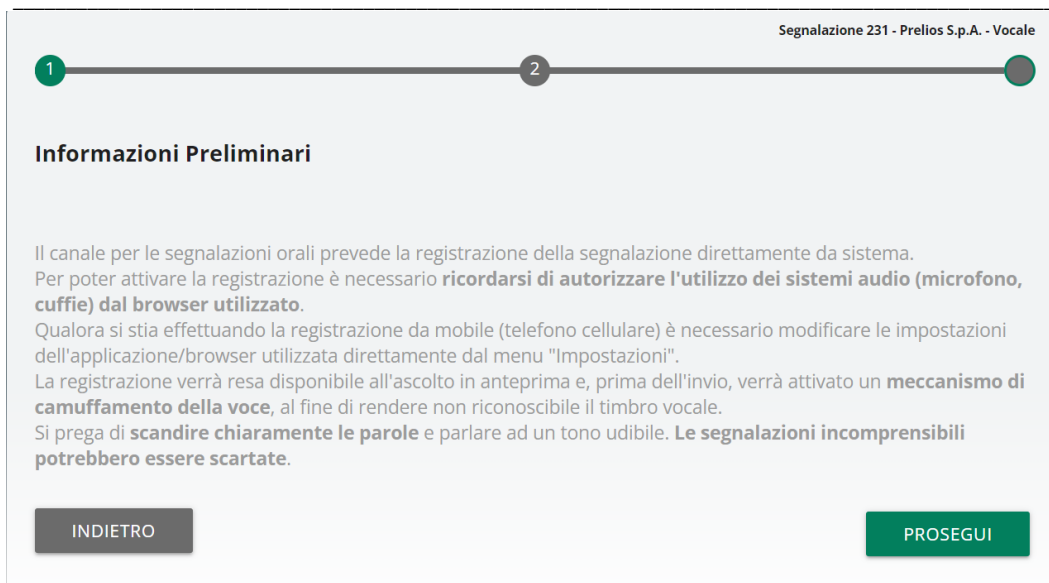 Segnalazione 231 - Prelios S.p.A. - Vocale
1
2
Informazioni Preliminari
Il canale per le segnalazioni orali prevede la registrazione della segnalazione direttamente da sistema.
Per poter attivare la registrazione è necessario ricordarsi di autorizzare l'utilizzo dei sistemi audio (microfono,
cuffie) dal browser utilizzato.
Qualora si stia effettuando la registrazione da mobile (telefono cellulare) è necessario modificare le impostazioni
dell'applicazione/browser utilizzata direttamente dal menu "Impostazioni".
La registrazione verrà resa disponibile all'ascolto in anteprima e, prima dell'invio, verrà attivato un meccanismo di
camuffamento della voce, al fine di rendere non riconoscibile il timbro vocale.
Si prega di scandire chiaramente le parole e parlare ad un tono udibile. Le segnalazioni incomprensibili
potrebbero essere scartate.
INDIETRO
PROSEGUI